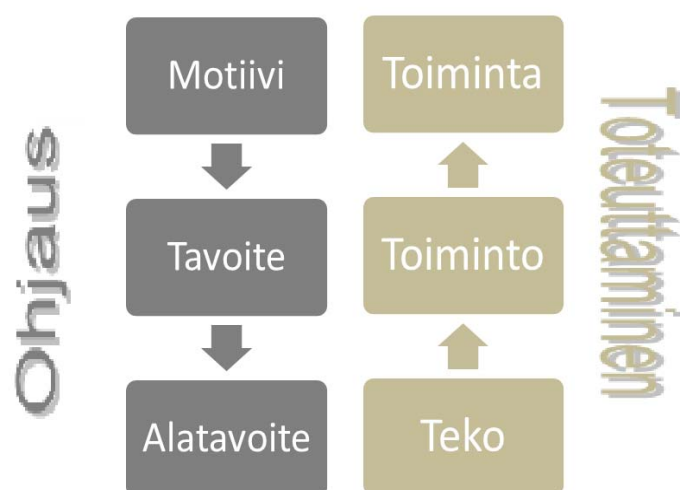 Ohjaus
Motiivi
Tavoite
Alatavoite
Toiminta
Toiminto
Teko
Toteuttaminen